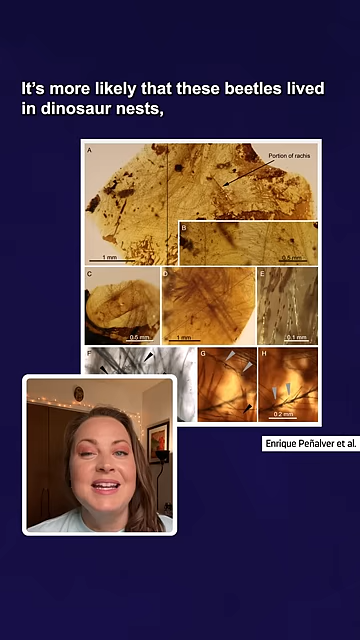 It's more likely that these beetles lived
in dinosaur nests,
A
Portion of rachis
1 mm
B
0.5 mm
C
0.5 mm
D
1 mm
E
0.1 mm
F
G
H
0.2 mm
Enrique Peñalver et al.